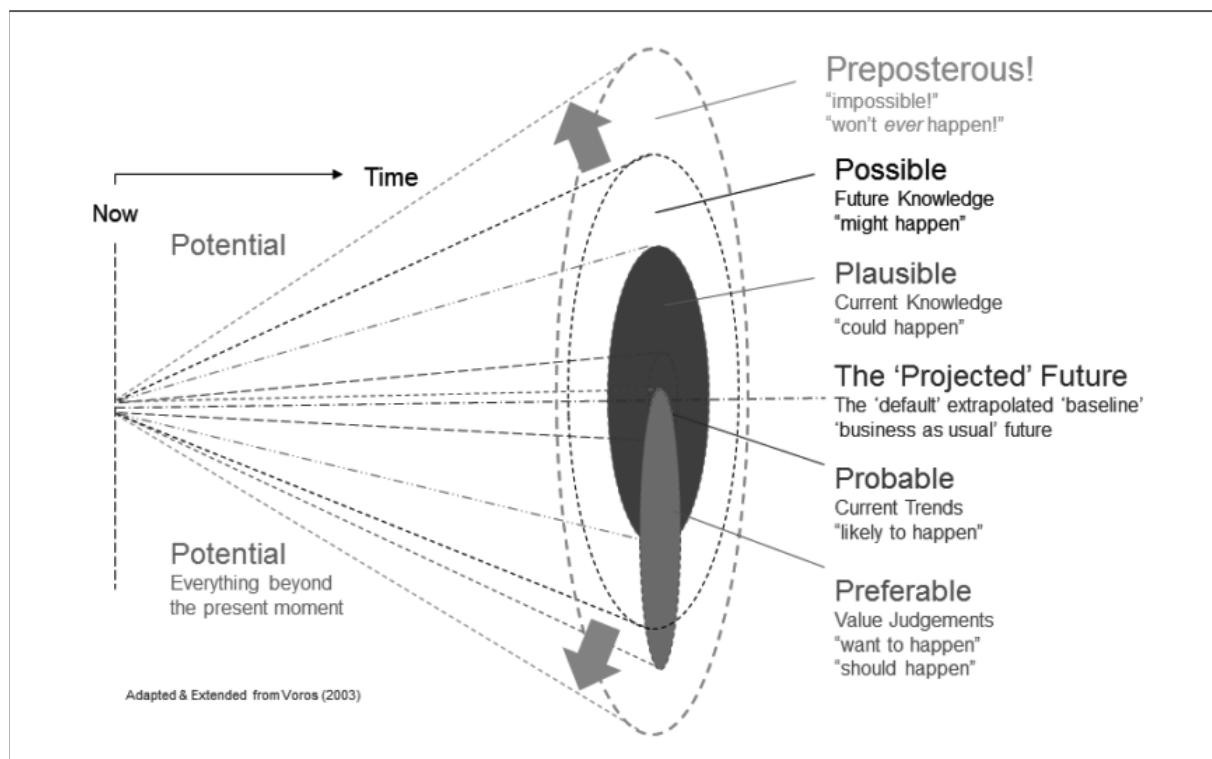 Preposterous!
“impossible!”
“won’t ever happen!”
Time
Now
Potential
Possible
Future Knowledge
“might happen”
Plausible
Current Knowledge
“could happen”
The ‘Projected’ Future
The ‘default’ extrapolated ‘baseline’
‘business as usual’ future
Probable
Current Trends
“likely to happen”
Potential
Everything beyond
the present moment
Preferable
Value Judgements
“want to happen”
“should happen”
Adapted & Extended from Voros (2003)